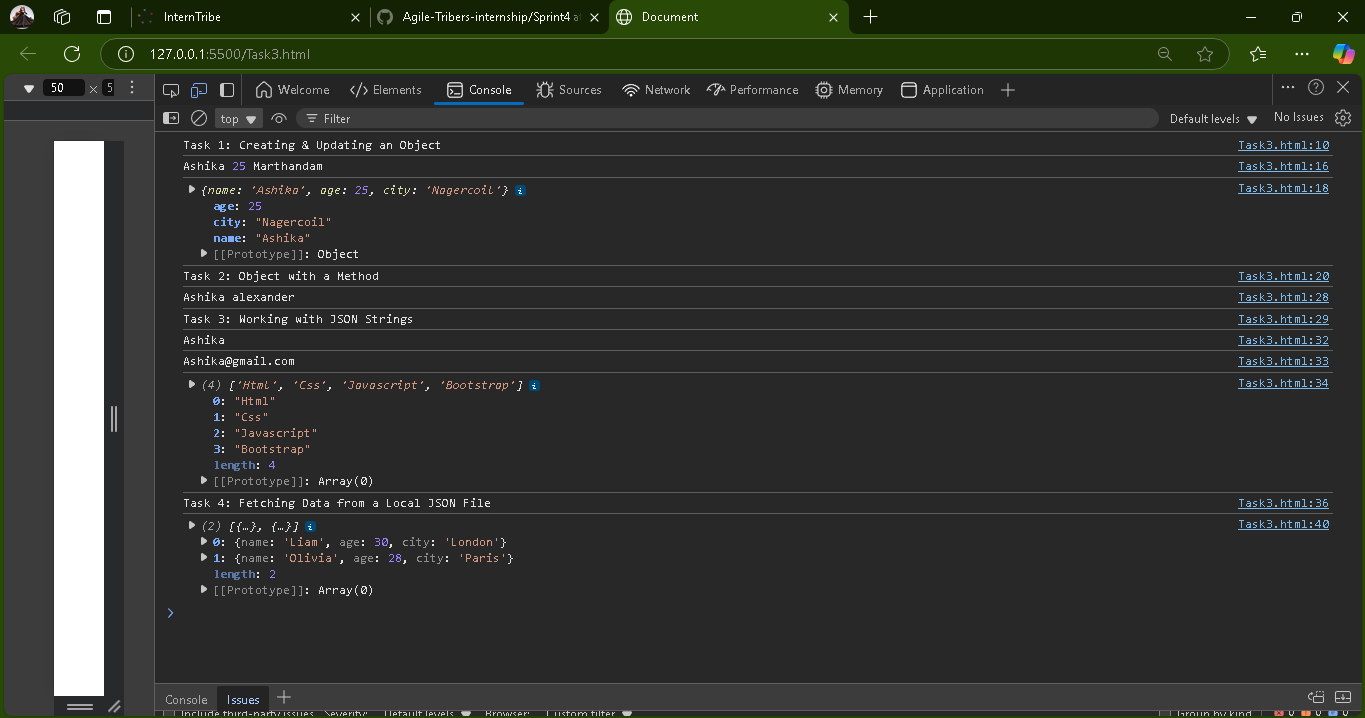 InternTribe
Agile-Tribers-internship/Sprint4 a
Document
127.0.0.1:5500/Task3.html
50 × 5
Welcome
Elements
Console
Sources
Network
Performance
Memory
Application
top
Filter
Default levels
No Issues
Task 1: Creating & Updating an Object Task3.html:10
Ashika 25 Marthandam Task3.html:16
{name: 'Ashika', age: 25, city: 'Nagercoil'} Task3.html:18
age: 25
city: "Nagercoil"
name: "Ashika"
[[Prototype]]: Object
Task 2: Object with a Method Task3.html:20
Ashika alexander Task3.html:28
Task 3: Working with JSON Strings Task3.html:29
Ashika Task3.html:32
Ashika@gmail.com Task3.html:33
(4) ['Html', 'Css', 'Javascript', 'Bootstrap'] Task3.html:34
0: "Html"
1: "Css"
2: "Javascript"
3: "Bootstrap"
length: 4
[[Prototype]]: Array(0)
Task 4: Fetching Data from a Local JSON File Task3.html:36
(2) [{…}, {…}] Task3.html:40
0: {name: 'Liam', age: 30, city: 'London'}
1: {name: 'Olivia', age: 28, city: 'Paris'}
length: 2
[[Prototype]]: Array(0)
Console
Issues
Include third-party issues Severity: Default levels Browser: Custom filter Group by kind 0 0 0